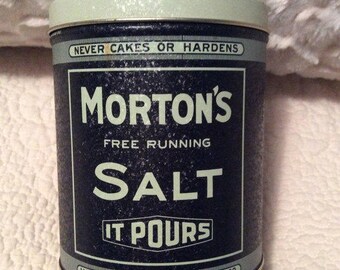 NEVER CAKES OR HARDENS
MORTON'S
FREE RUNNING
SALT
IT POURS